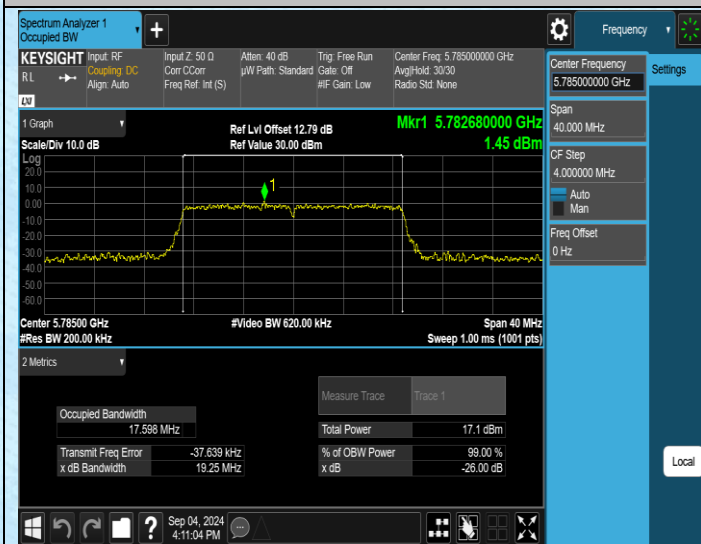 Spectrum Analyzer 1
Occupied BW
+
Frequency
KEYSIGHT
RL
LXI
Input: RF
Coupling: DC
Align: Auto
Input Z: 50 Ω
Corr CCorr
Freq Ref: Int (S)
Atten: 40 dB
µW Path: Standard
Trig: Free Run
Gate: Off
#IF Gain: Low
Center Freq: 5.785000000 GHz
Avg|Hold: 30/30
Radio Std: None
Center Frequency
5.785000000 GHz
Settings
Span
40.000 MHz
CF Step
4.000000 MHz
Auto
Man
Freq Offset
0 Hz
Local
1 Graph
Scale/Div 10.0 dB
Ref Lvl Offset 12.79 dB
Ref Value 30.00 dBm
Mkr1 5.782680000 GHz
1.45 dBm
Log
20.0
10.0
0.00
-10.0
-20.0
-30.0
-40.0
-50.0
-60.0
1
Center 5.78500 GHz
#Res BW 200.00 kHz
#Video BW 620.00 kHz
Span 40 MHz
Sweep 1.00 ms (1001 pts)
2 Metrics
Measure Trace
Trace 1
Occupied Bandwidth
17.598 MHz
Total Power
17.1 dBm
Transmit Freq Error
-37.639 kHz
% of OBW Power
99.00 %
x dB Bandwidth
19.25 MHz
x dB
-26.00 dB
?
Sep 04, 2024
4:11:04 PM